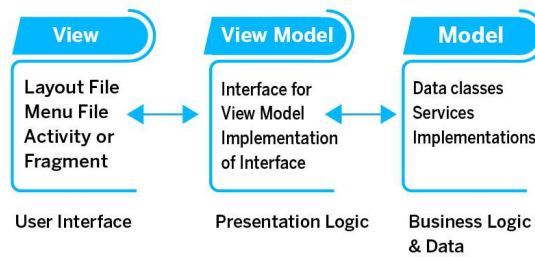 View
Layout File
Menu File
Activity or
Fragment
User Interface
View Model
Interface for
View Model
Implementation
of Interface
Presentation Logic
Model
Data classes
Services
Implementations
Business Logic
& Data